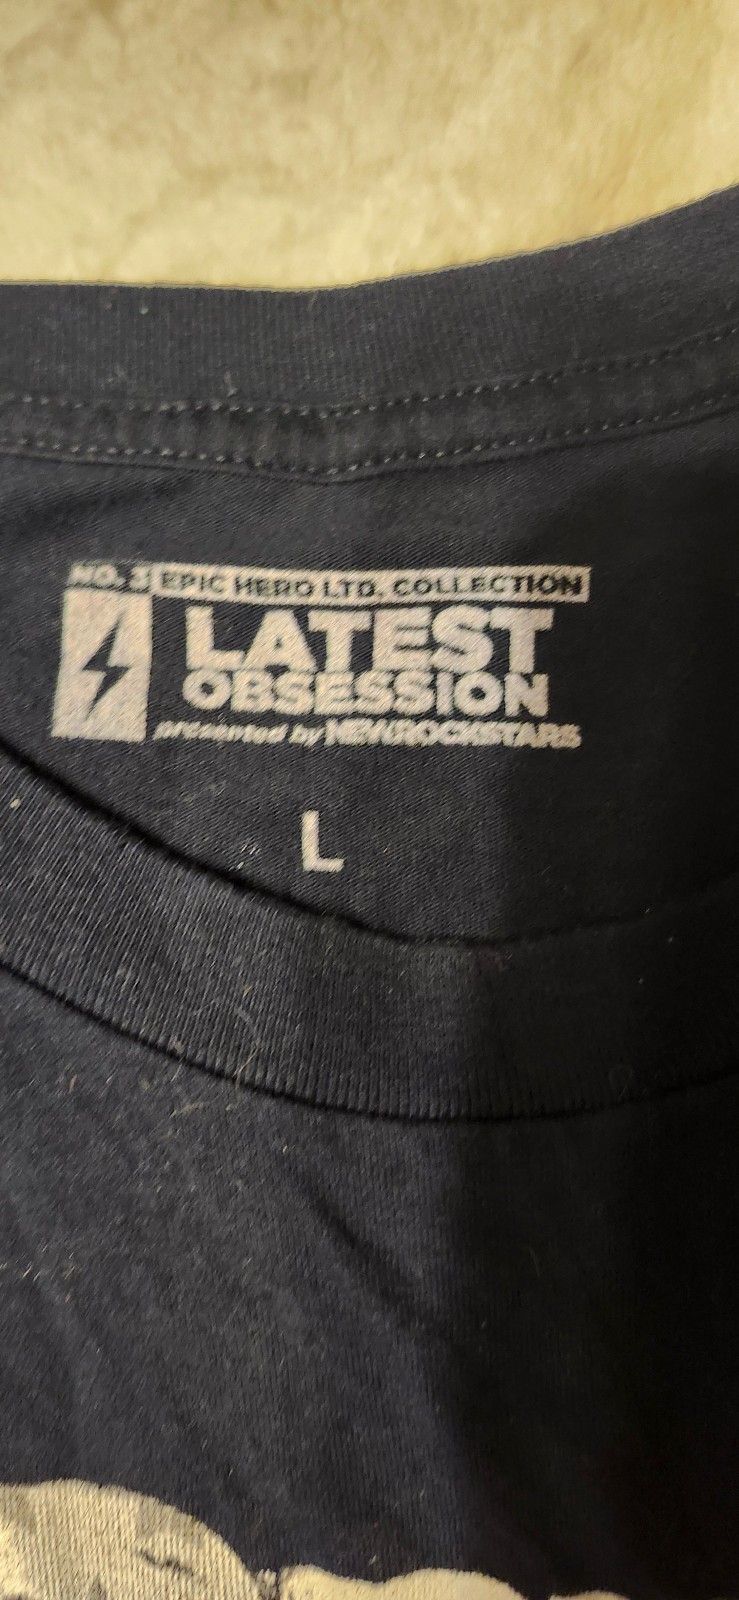 NO. 2 EPIC HERO LTD. COLLECTION
LATEST
OBSESSION
presented by NEWROCKSTARS
L